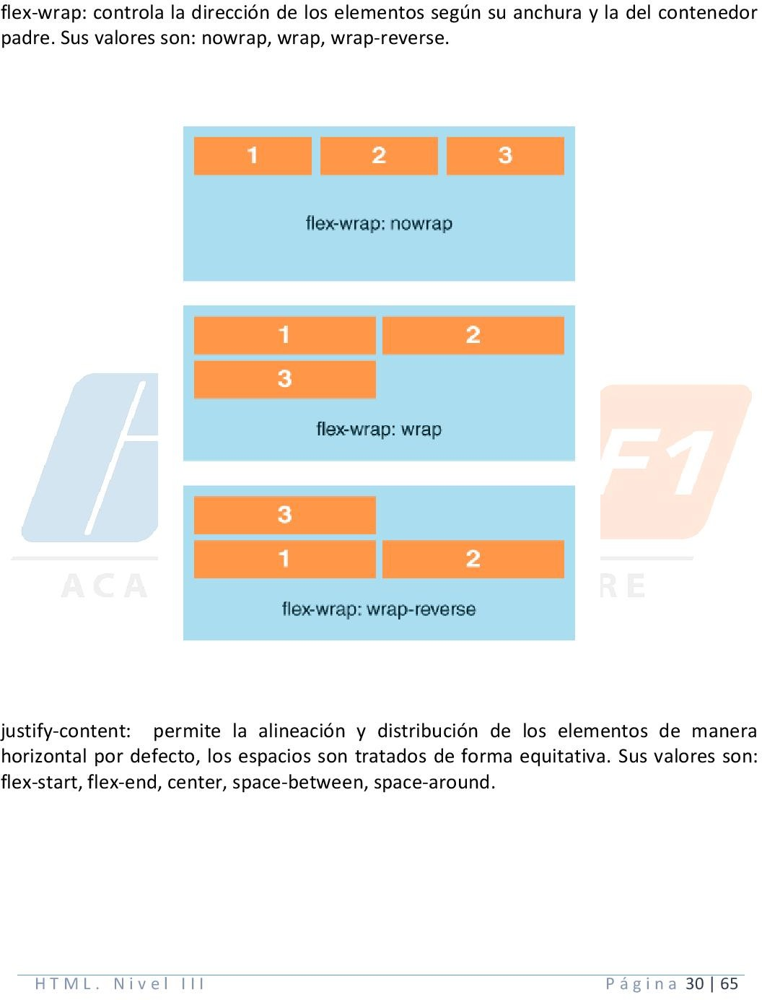 flex-wrap: controla la dirección de los elementos según su anchura y la del contenedor
padre. Sus valores son: nowrap, wrap, wrap-reverse.
1 2 3
flex-wrap: nowrap
1 2
3
flex-wrap: wrap
3
1 2
flex-wrap: wrap-reverse
F1
ACA RE
justify-content: permite la alineación y distribución de los elementos de manera
horizontal por defecto, los espacios son tratados de forma equitativa. Sus valores son:
flex-start, flex-end, center, space-between, space-around.
HTML. Nivel III Página 30 | 65